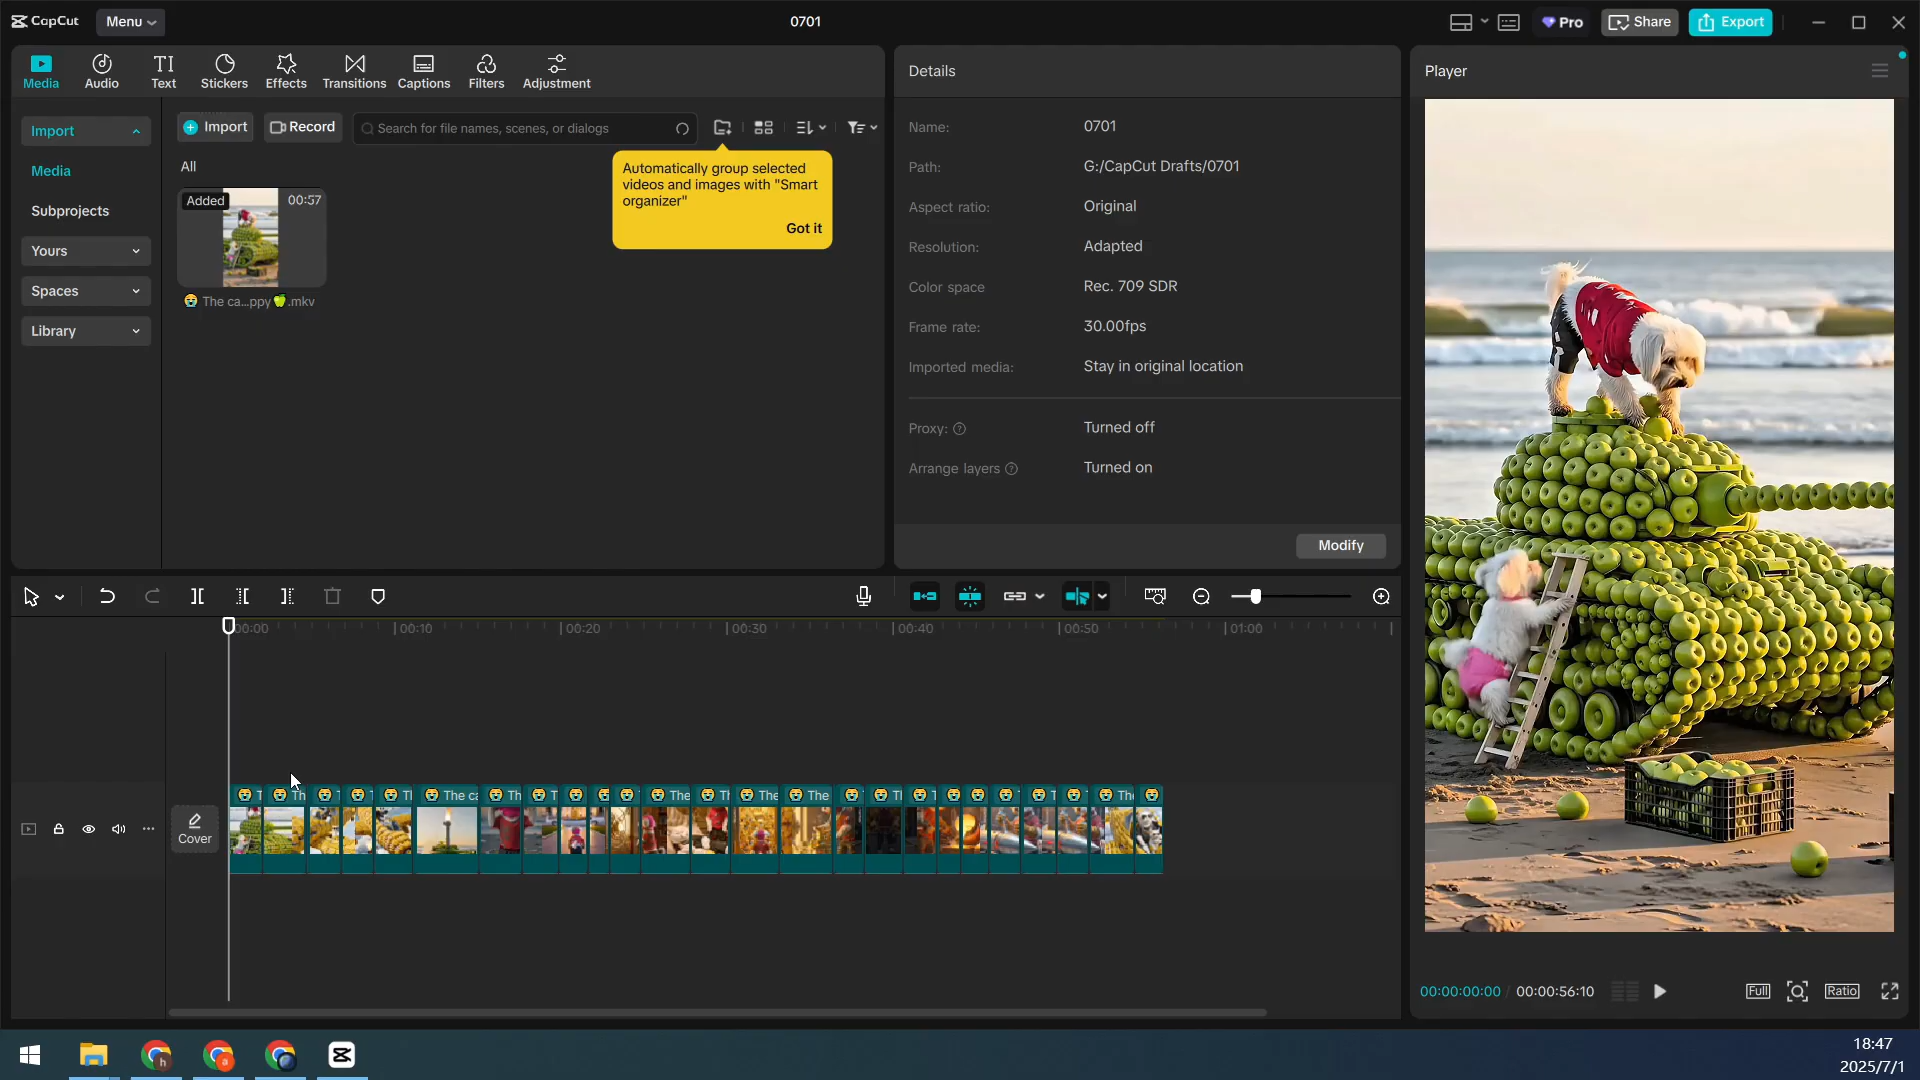 CapCut
Menu
0701
Pro
Share
Export
Media
Audio
Text
Stickers
Effects
Transitions
Captions
Filters
Adjustment
Import
Media
Subprojects
Yours
Spaces
Library
Import
Record
Search for file names, scenes, or dialogs
All
Added
00:57
😭 The ca...ppy🍏.mkv
Automatically group selected
videos and images with "Smart
organizer"
Got it
Details
Name: 0701
Path: G:/CapCut Drafts/0701
Aspect ratio: Original
Resolution: Adapted
Color space Rec. 709 SDR
Frame rate: 30.00fps
Imported media: Stay in original location
Proxy: Turned off
Arrange layers Turned on
Modify
Player
00:00:00:00 / 00:00:56:10
Full
Ratio
00:00 00:10 00:20 00:30 00:40 00:50 01:00
Cover
The ca
The
The
The
18:47
2025/7/1